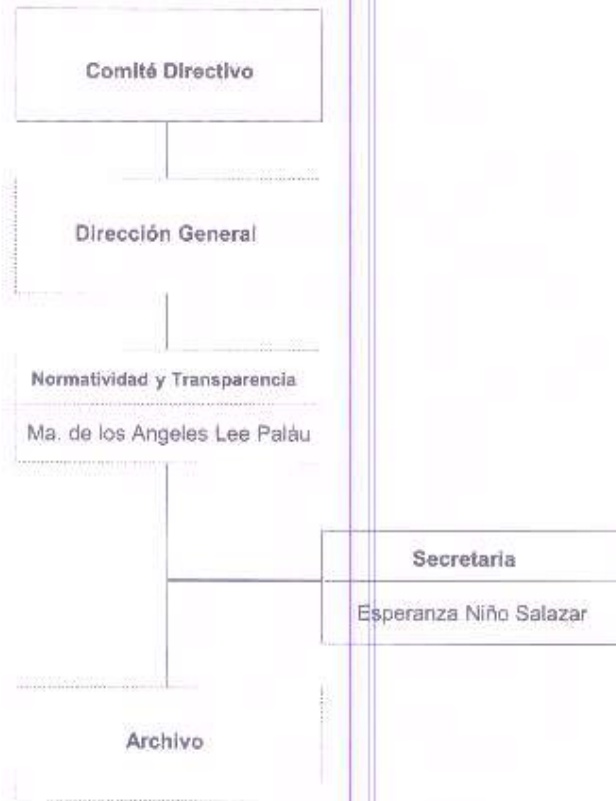 Comité Directivo
Dirección General
Normatividad y Transparencia
Ma. de los Angeles Lee Paláu
Secretaria
Esperanza Niño Salazar
Archivo